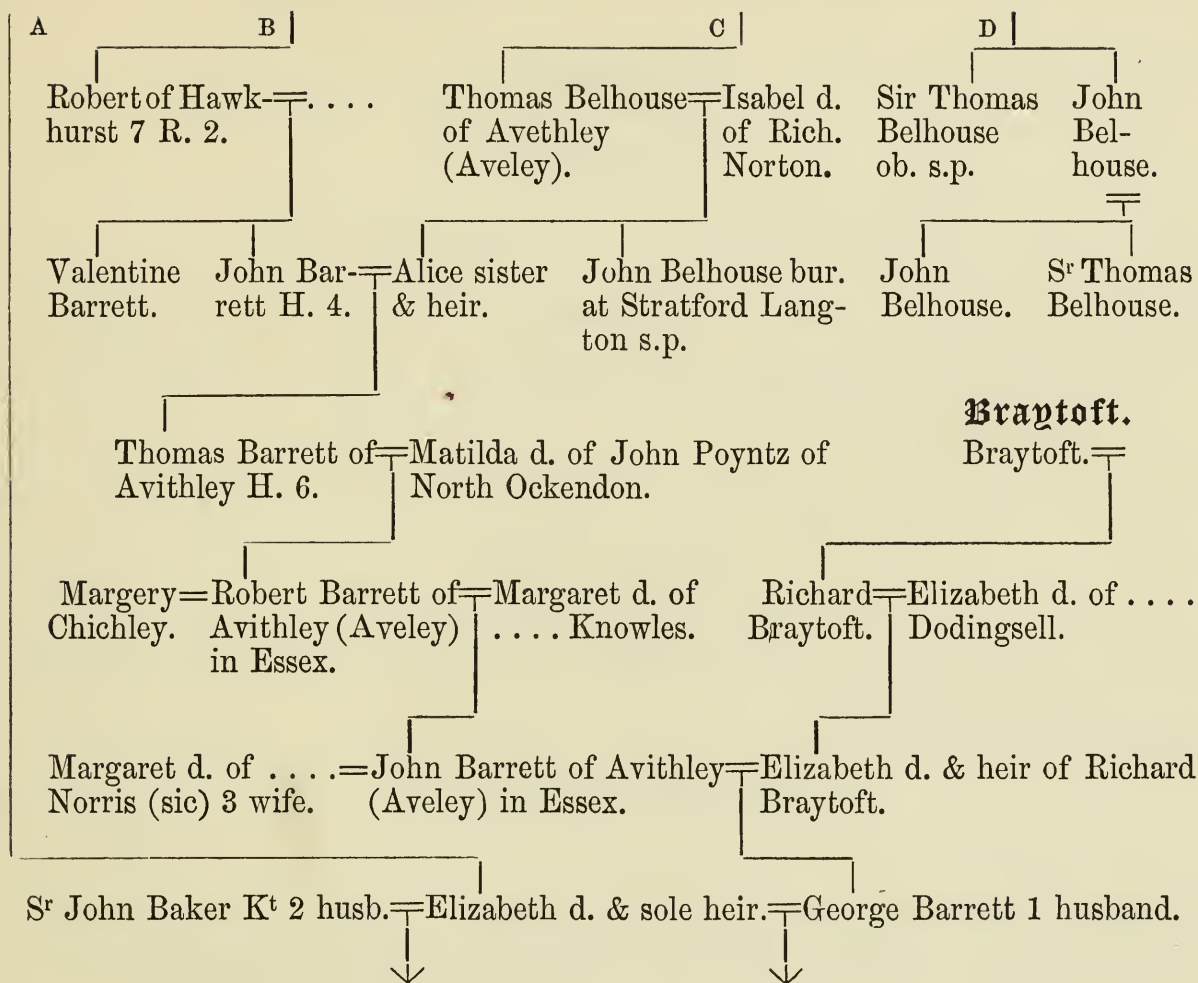 A B C D
Robert of Hawk- . . . . Thomas Belhouse Isabel d. Sir Thomas John
hurst 7 R. 2. of Avethley of Rich. Belhouse Bel-
(Aveley). Norton. ob. s.p. house.
Valentine John Bar- Alice sister John Belhouse bur. John Sr Thomas
Barrett. rett H. 4. & heir. at Stratford Lang- Belhouse. Belhouse.
ton s.p.
Braytoft.
Thomas Barrett of Matilda d. of John Poyntz of Braytoft.
Avithley H. 6. North Ockendon.
Margery=Robert Barrett of Margaret d. of Richard Elizabeth d. of . . . .
Chichley. Avithley (Aveley) . . . . Knowles. Braytoft. Dodingsell.
in Essex.
Margaret d. of . . . .=John Barrett of Avithley Elizabeth d. & heir of Richard
Norris (sic) 3 wife. (Aveley) in Essex. Braytoft.
Sr John Baker Kt 2 husb. Elizabeth d. & sole heir. George Barrett 1 husband.